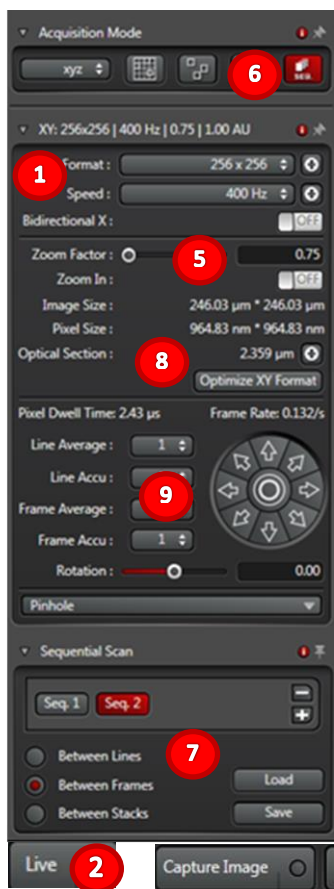 Acquisition Mode
xyz
6
SEQ.
XY: 256x256 | 400 Hz | 0.75 | 1.00 AU
1
Format :
256 x 256
Speed :
400 Hz
Bidirectional X :
OFF
Zoom Factor :
5
0.75
Zoom In :
OFF
Image Size :
246.03 µm * 246.03 µm
Pixel Size :
964.83 nm * 964.83 nm
Optical Section :
8
2.359 µm
Optimize XY Format
Pixel Dwell Time: 2.43 µs
Frame Rate: 0.132/s
Line Average :
1
Line Accu :
9
Frame Average :
Frame Accu :
1
Rotation :
0.00
Pinhole
Sequential Scan
Seq. 1
Seq. 2
Between Lines
7
Between Frames
Load
Between Stacks
Save
Live
2
Capture Image